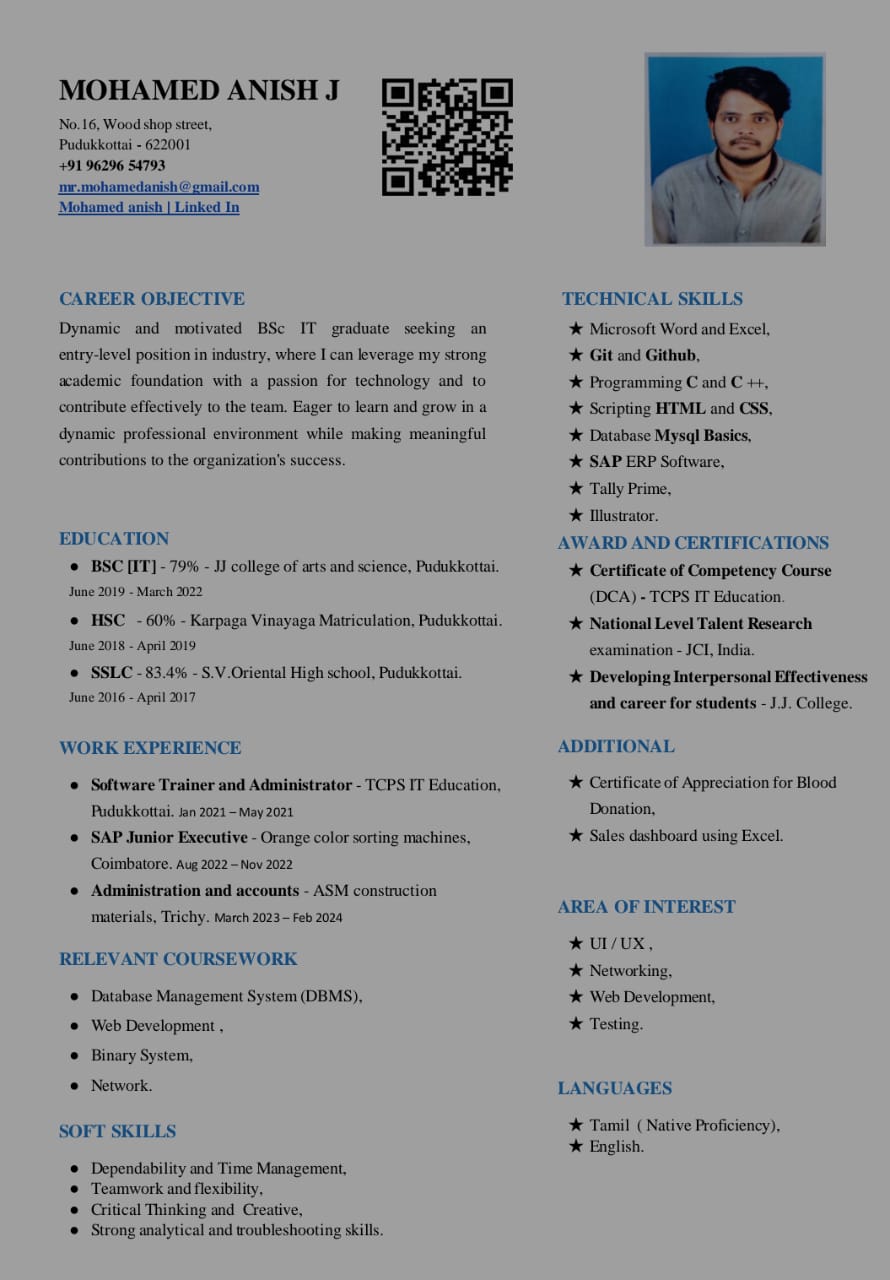 MOHAMED ANISH J
No.16, Wood shop street,
Pudukkottai - 622001
+91 96296 54793
mr.mohamedanish@gmail.com
Mohamed anish | Linked In
CAREER OBJECTIVE
Dynamic and motivated BSc IT graduate seeking an
entry-level position in industry, where I can leverage my strong
academic foundation with a passion for technology and to
contribute effectively to the team. Eager to learn and grow in a
dynamic professional environment while making meaningful
contributions to the organization's success.
EDUCATION
● BSC [IT] - 79% - JJ college of arts and science, Pudukkottai.
June 2019 - March 2022
● HSC - 60% - Karpaga Vinayaga Matriculation, Pudukkottai.
June 2018 - April 2019
● SSLC - 83.4% - S.V.Oriental High school, Pudukkottai.
June 2016 - April 2017
WORK EXPERIENCE
● Software Trainer and Administrator - TCPS IT Education,
Pudukkottai. Jan 2021 – May 2021
● SAP Junior Executive - Orange color sorting machines,
Coimbatore. Aug 2022 – Nov 2022
● Administration and accounts - ASM construction
materials, Trichy. March 2023 – Feb 2024
RELEVANT COURSEWORK
● Database Management System (DBMS),
● Web Development ,
● Binary System,
● Network.
SOFT SKILLS
● Dependability and Time Management,
● Teamwork and flexibility,
● Critical Thinking and Creative,
● Strong analytical and troubleshooting skills.
TECHNICAL SKILLS
★ Microsoft Word and Excel,
★ Git and Github,
★ Programming C and C ++,
★ Scripting HTML and CSS,
★ Database Mysql Basics,
★ SAP ERP Software,
★ Tally Prime,
★ Illustrator.
AWARD AND CERTIFICATIONS
★ Certificate of Competency Course
(DCA) - TCPS IT Education.
★ National Level Talent Research
examination - JCI, India.
★ Developing Interpersonal Effectiveness
and career for students - J.J. College.
ADDITIONAL
★ Certificate of Appreciation for Blood
Donation,
★ Sales dashboard using Excel.
AREA OF INTEREST
★ UI / UX ,
★ Networking,
★ Web Development,
★ Testing.
LANGUAGES
★ Tamil ( Native Proficiency),
★ English.